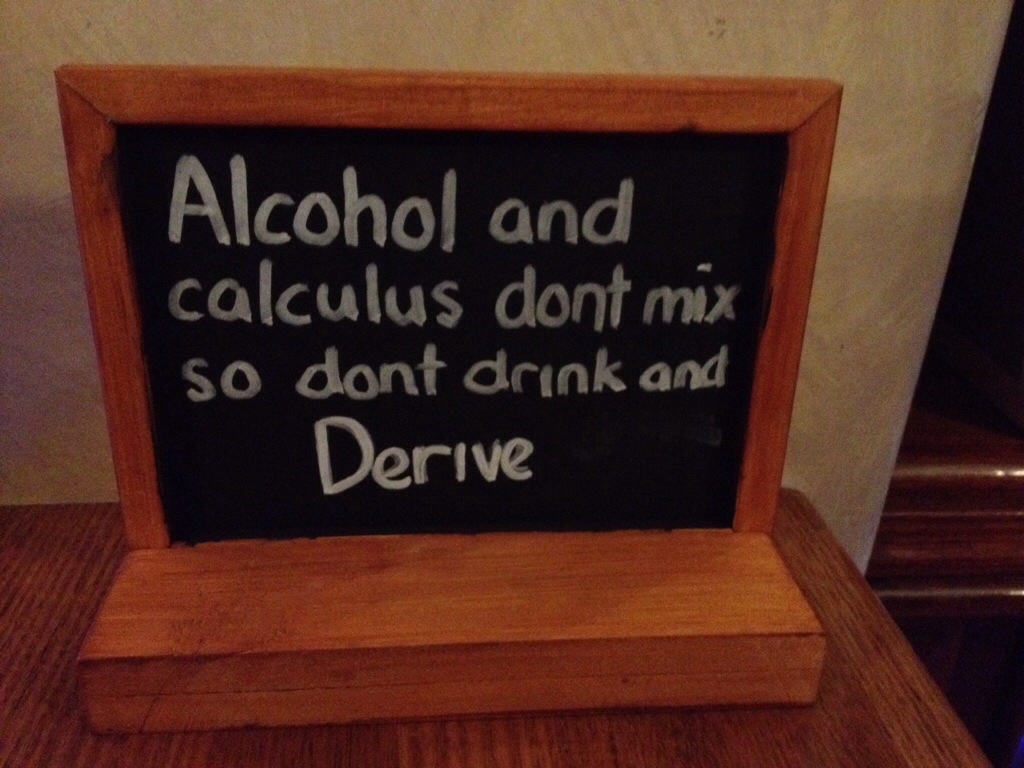 Alcohol and
calculus dont mix
so dont drink and
Derive